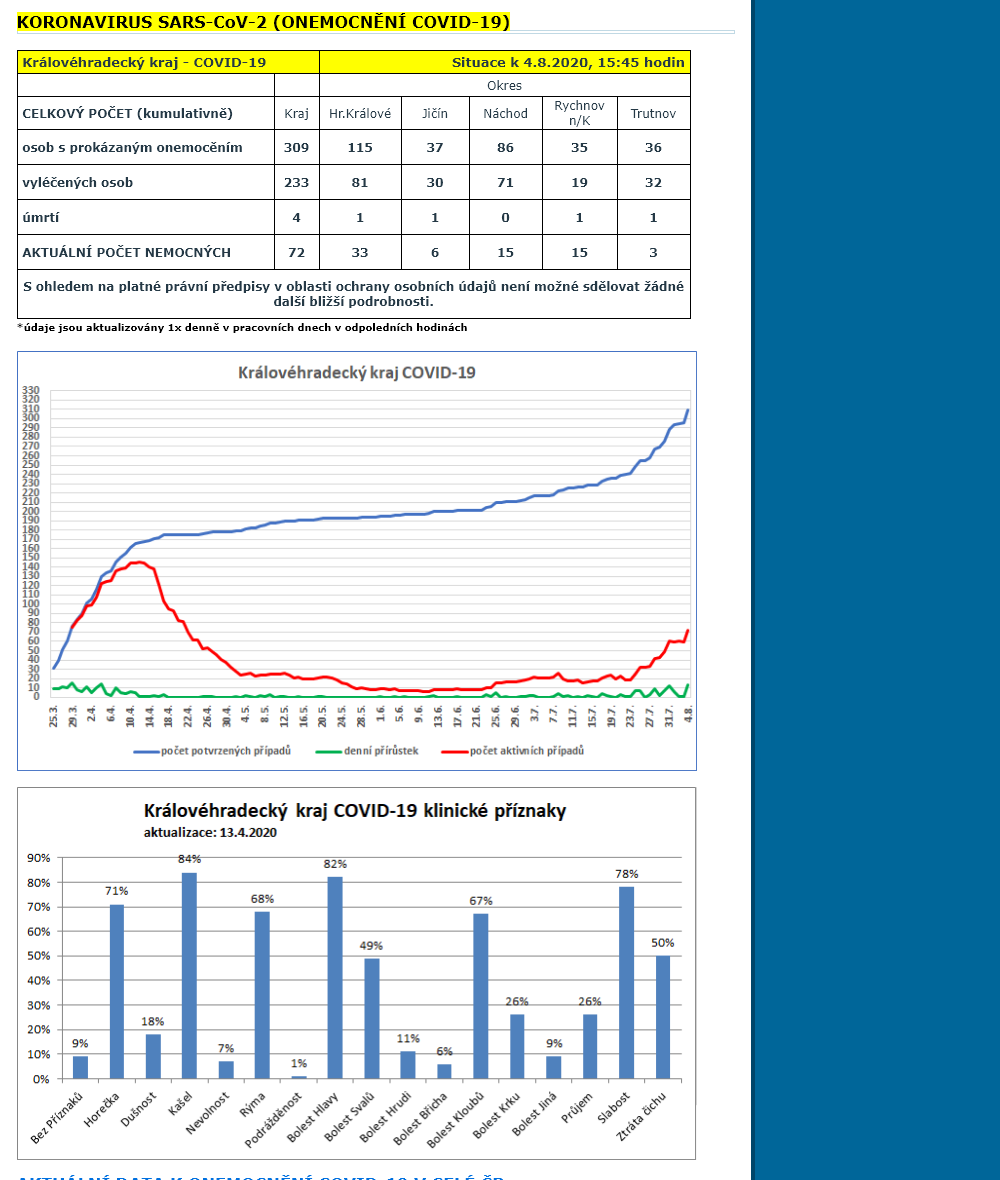 KORONAVIRUS SARS-CoV-2 (ONEMOCNĚNÍ COVID-19)
Královéhradecký kraj - COVID-19 Situace k 4.8.2020, 15:45 hodin
Okres
CELKOVÝ POČET (kumulativně) Kraj Hr.Králové Jičín Náchod Rychnov n/K Trutnov
osob s prokázaným onemocěním 309 115 37 86 35 36
vyléčených osob 233 81 30 71 19 32
úmrtí 4 1 1 0 1 1
AKTUÁLNÍ POČET NEMOCNÝCH 72 33 6 15 15 3
S ohledem na platné právní předpisy v oblasti ochrany osobních údajů není možné sdělovat žádné
další bližší podrobnosti.
*údaje jsou aktualizovány 1x denně v pracovních dnech v odpoledních hodinách
Královéhradecký kraj COVID-19
330
320
310
300
290
280
270
260
250
240
230
220
210
200
190
180
170
160
150
140
130
120
110
100
90
80
70
60
50
40
30
20
10
0
25.3. 29.3. 2.4. 6.4. 10.4. 14.4. 18.4. 22.4. 26.4. 30.4. 4.5. 8.5. 12.5. 16.5. 20.5. 24.5. 28.5. 1.6. 5.6. 9.6. 13.6. 17.6. 21.6. 25.6. 29.6. 3.7. 7.7. 11.7. 15.7. 19.7. 23.7. 27.7. 31.7. 4.8.
počet potvrzených případů denní přírůstek počet aktivních případů
Královéhradecký kraj COVID-19 klinické příznaky
aktualizace: 13.4.2020
90%
80%
70%
60%
50%
40%
30%
20%
10%
0%
9% 71% 18% 84% 7% 68% 1% 82% 49% 11% 6% 67% 26% 9% 26% 78% 50%
Bez Příznaků Horečka Dušnost Kašel Nevolnost Rýma Podrážděnost Bolest Hlavy Bolest Svalů Bolest Hrudi Bolest Břicha Bolest Kloubů Bolest Krku Bolest Jiná Průjem Slabost Ztráta čichu
AKTUÁLNÍ DATA K ONEMOCNĚNÍ COVID-19 V CELÉ ČR